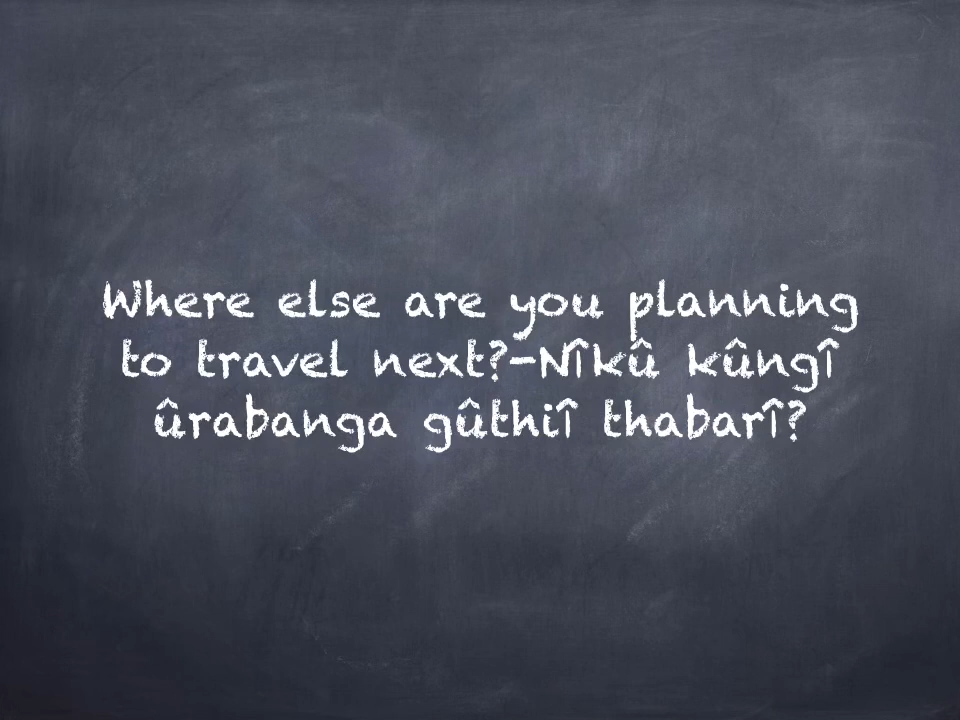 Where else are you planning
to travel next?-Nîkû kûngî
ûrabanga gûthiî thabarî?